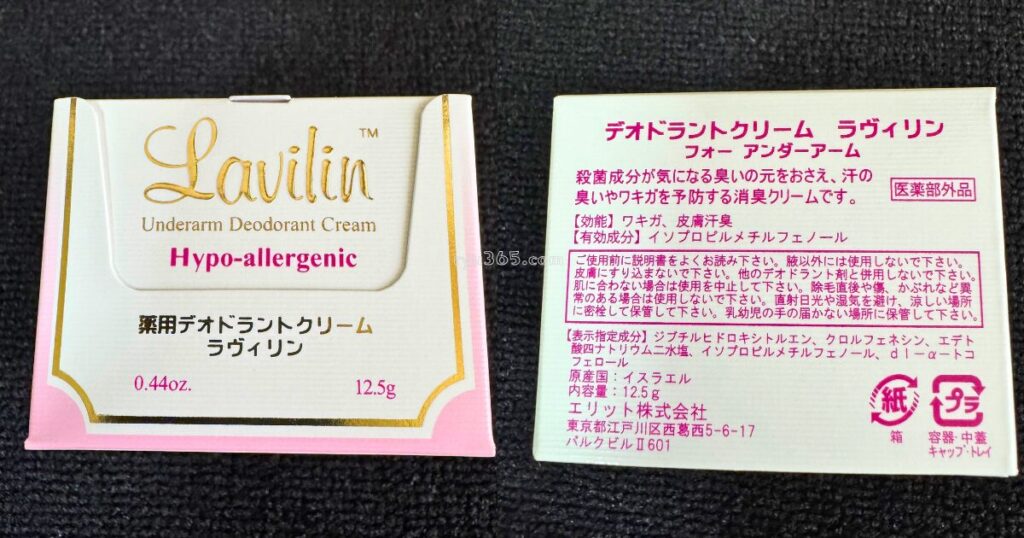 Lavilin™
Underarm Deodorant Cream
Hypo-allergenic
薬用デオドラントクリーム
ラヴィリン
0.44oz. 12.5g
デオドラントクリーム ラヴィリン
フォー アンダーアーム
殺菌成分が気になる臭いの元をおさえ、汗の
臭いやワキガを予防する消臭クリームです。
医薬部外品
【効能】ワキガ、皮膚汗臭
【有効成分】イソプロピルメチルフェノール
ご使用前に説明書をよくお読み下さい。腋以外には使用しないで下さい。
皮膚にすり込まないで下さい。他のデオドラント剤と併用しないで下さい。
肌に合わない場合は使用を中止して下さい。除毛直後や傷、かぶれなど異
常のある場合は使用しないで下さい。直射日光や湿気を避け、涼しい場所
に密栓して保管して下さい。乳幼児の手の届かない場所に保管して下さい。
【表示指定成分】ジブチルヒドロキシトルエン、クロルフェネシン、エデト
酸四ナトリウム二水塩、イソプロピルメチルフェノール、dl-α-トコ
フェロール
原産国：イスラエル
内容量：12.5g
エリット株式会社
東京都江戸川区西葛西5-6-17
パルクビルⅡ601
紙
箱
プラ
容器・中蓋
キャップ・トレイ
365.com